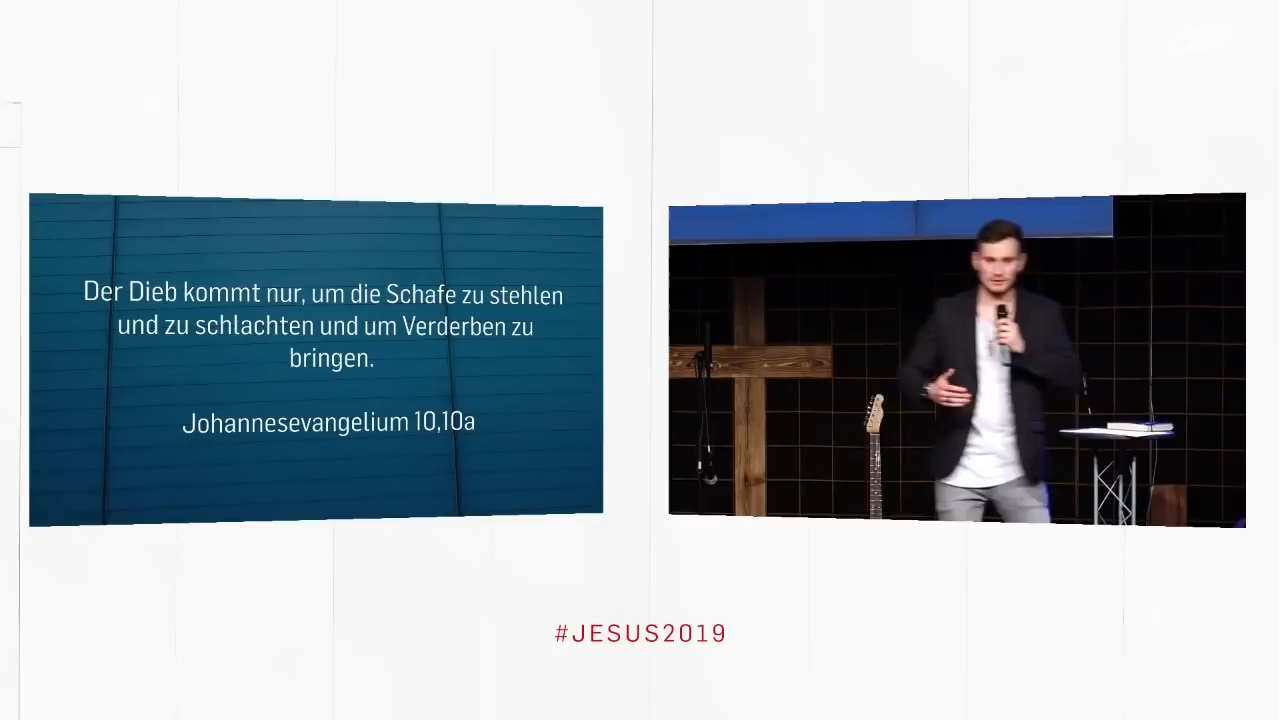 Der Dieb kommt nur, um die Schafe zu stehlen
und zu schlachten und um Verderben zu
bringen.
Johannesevangelium 10,10a
#JESUS2019